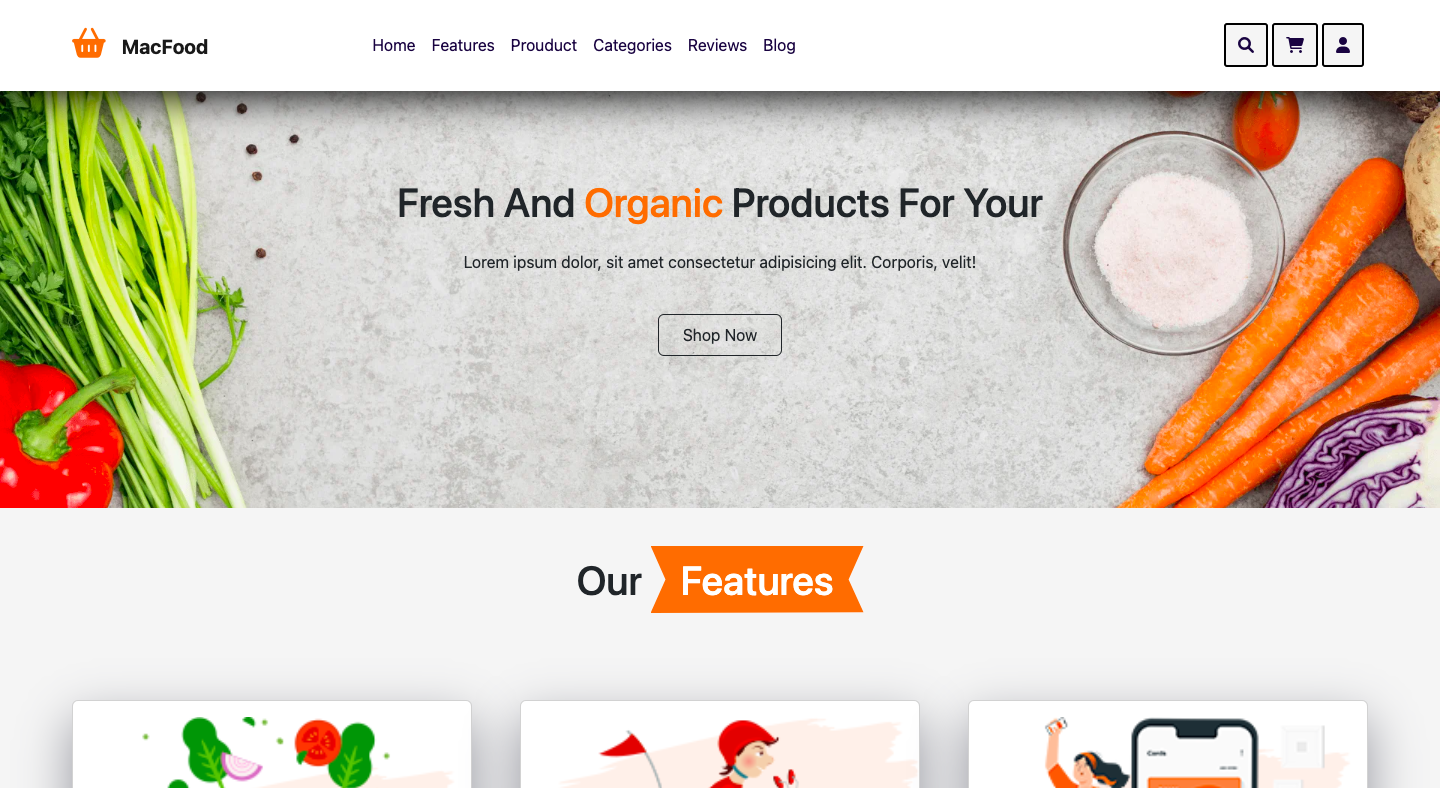 MacFood
Home Features Prouduct Categories Reviews Blog
Fresh And Organic Products For Your
Lorem ipsum dolor, sit amet consectetur adipisicing elit. Corporis, velit!
Shop Now
Our Features
Cards